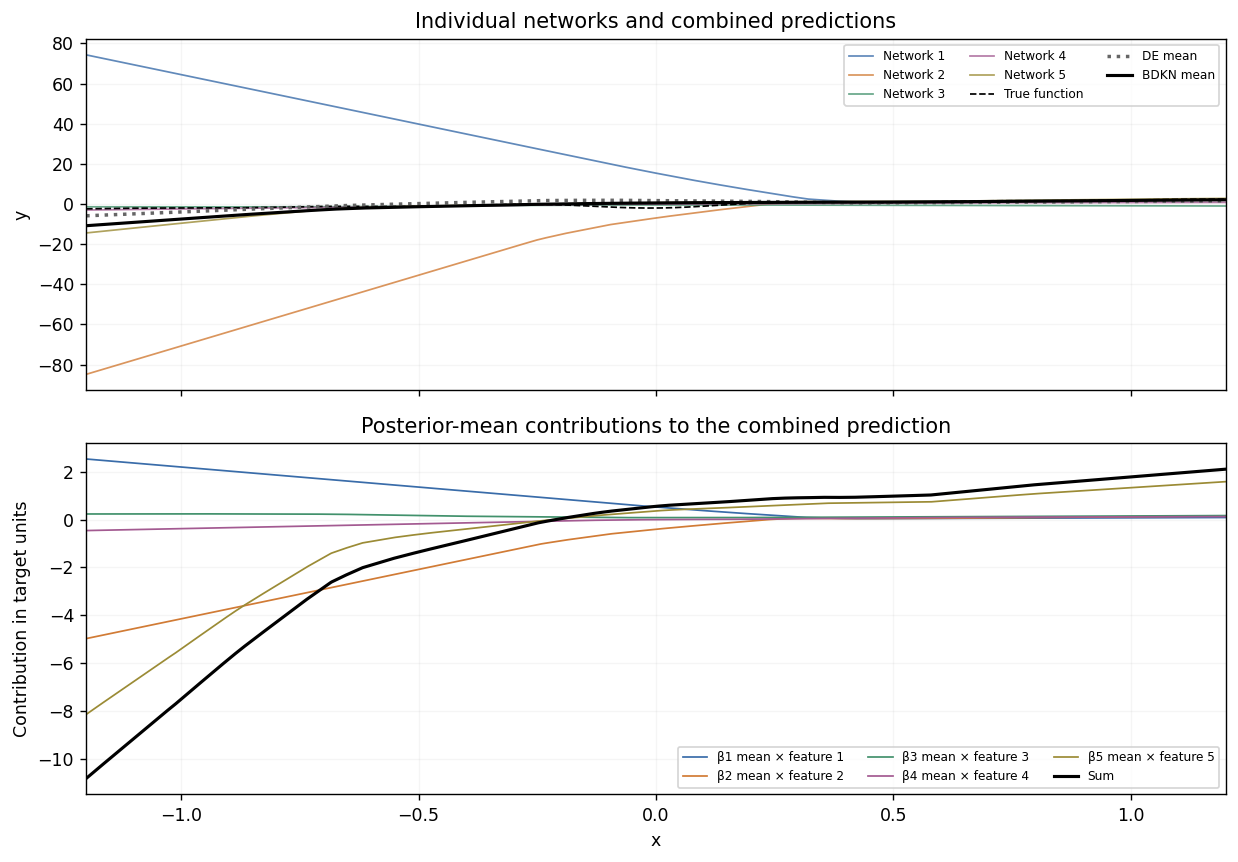 Individual networks and combined predictions
80
60
40
20
0
−20
−40
−60
−80
y
Network 1
Network 2
Network 3
Network 4
Network 5
True function
DE mean
BDKN mean
Posterior-mean contributions to the combined prediction
2
0
−2
−4
−6
−8
−10
Contribution in target units
β1 mean × feature 1
β2 mean × feature 2
β3 mean × feature 3
β4 mean × feature 4
β5 mean × feature 5
Sum
−1.0
−0.5
0.0
0.5
1.0
x